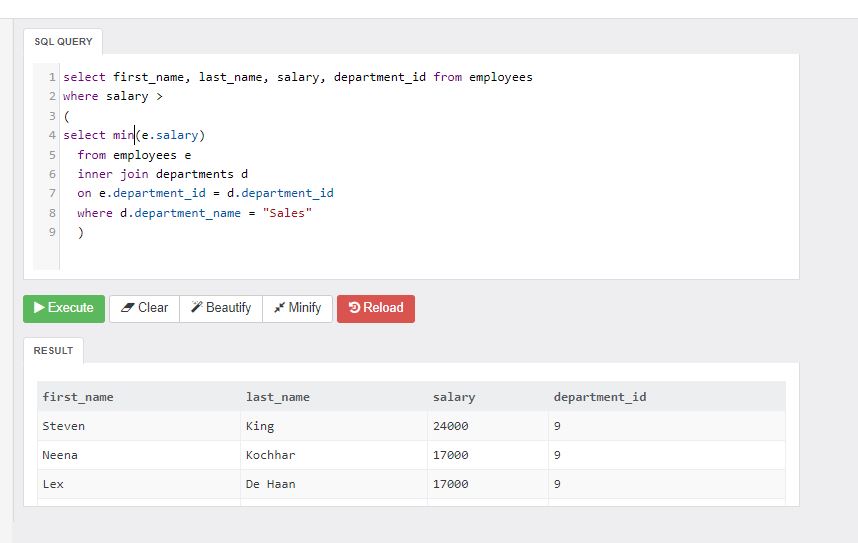 SQL QUERY
1 select first_name, last_name, salary, department_id from employees
2 where salary >
3 (
4 select min(e.salary)
5 from employees e
6 inner join departments d
7 on e.department_id = d.department_id
8 where d.department_name = "Sales"
9 )
Execute Clear Beautify Minify Reload
RESULT
first_name last_name salary department_id
Steven King 24000 9
Neena Kochhar 17000 9
Lex De Haan 17000 9